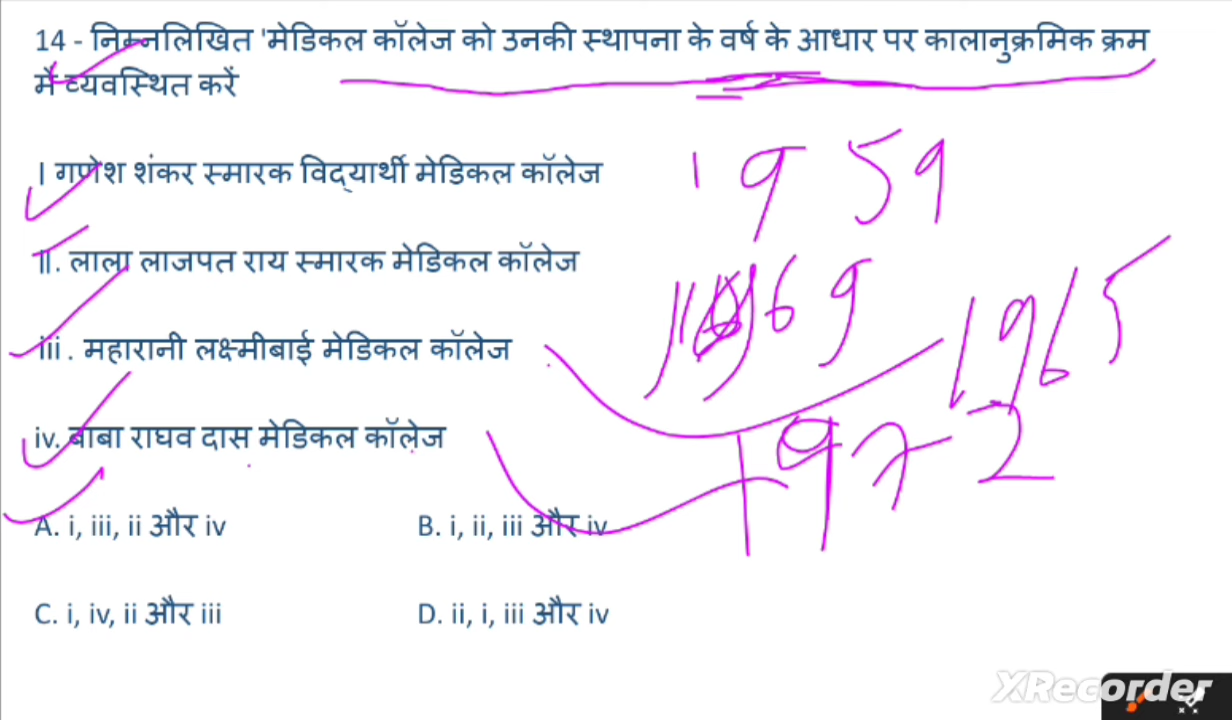 14 - निम्नलिखित 'मेडिकल कॉलेज को उनकी स्थापना के वर्ष के आधार पर कालानुक्रमिक क्रम
में व्यवस्थित करें
I गणेश शंकर स्मारक विद्यार्थी मेडिकल कॉलेज
1959
II. लाला लाजपत राय स्मारक मेडिकल कॉलेज
69
1965
iii . महारानी लक्ष्मीबाई मेडिकल कॉलेज
iv. बाबा राघव दास मेडिकल कॉलेज
1972
A. i, iii, ii और iv B. i, ii, iii और iv
C. i, iv, ii और iii D. ii, i, iii और iv
XRecorder